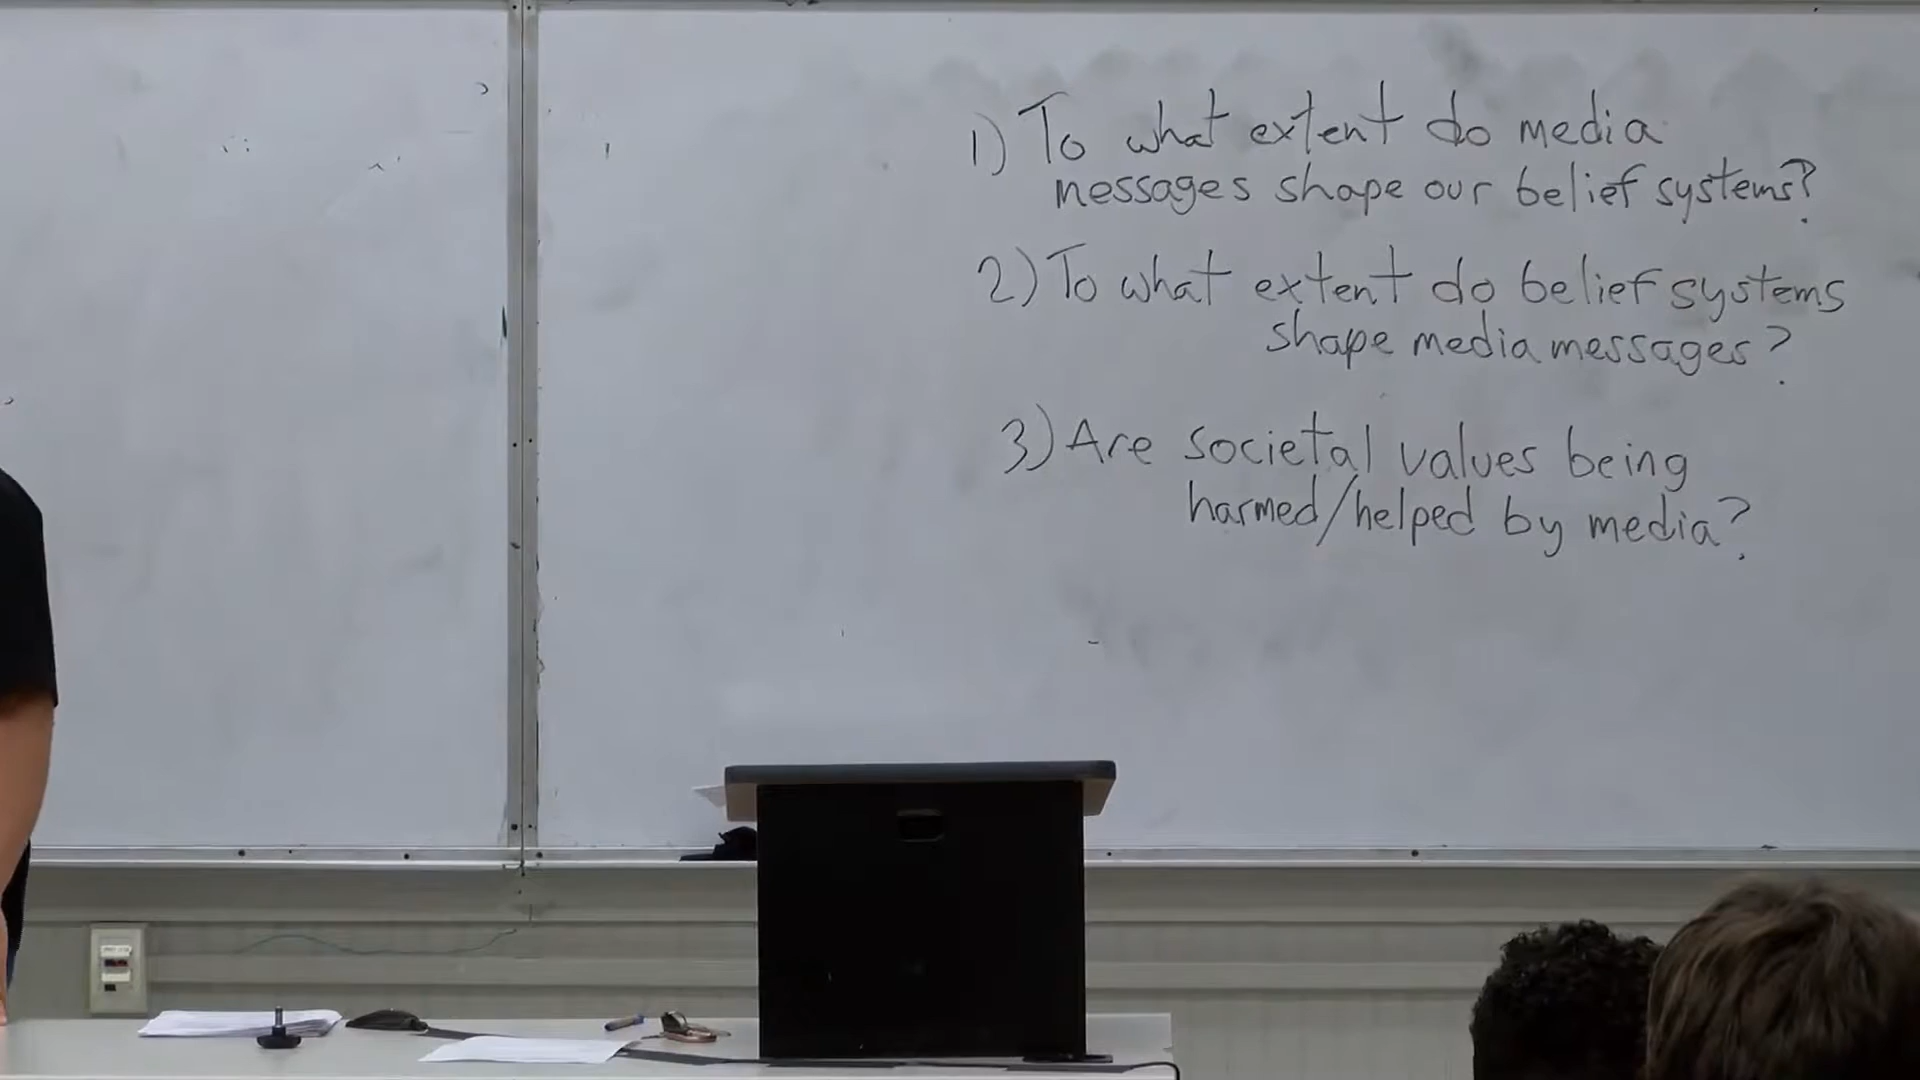 1) To what extent do media
messages shape our belief systems?
2) To what extent do belief systems
shape media messages?
3) Are societal values being
harmed/helped by media?